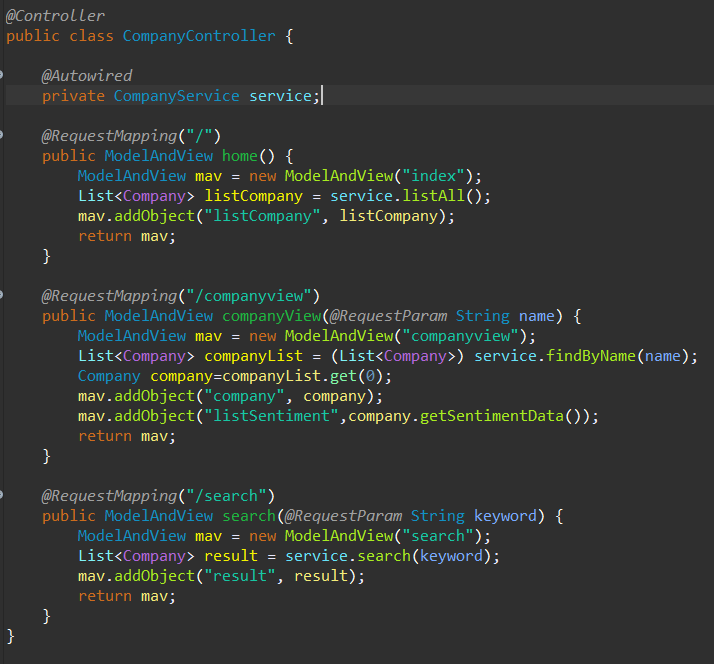 @Controller
public class CompanyController {
@Autowired
private CompanyService service;
@RequestMapping("/")
public ModelAndView home() {
ModelAndView mav = new ModelAndView("index");
List<Company> listCompany = service.listAll();
mav.addObject("listCompany", listCompany);
return mav;
}
@RequestMapping("/companyview")
public ModelAndView companyView(@RequestParam String name) {
ModelAndView mav = new ModelAndView("companyview");
List<Company> companyList = (List<Company>) service.findByName(name);
Company company=companyList.get(0);
mav.addObject("company", company);
mav.addObject("listSentiment",company.getSentimentData());
return mav;
}
@RequestMapping("/search")
public ModelAndView search(@RequestParam String keyword) {
ModelAndView mav = new ModelAndView("search");
List<Company> result = service.search(keyword);
mav.addObject("result", result);
return mav;
}
}